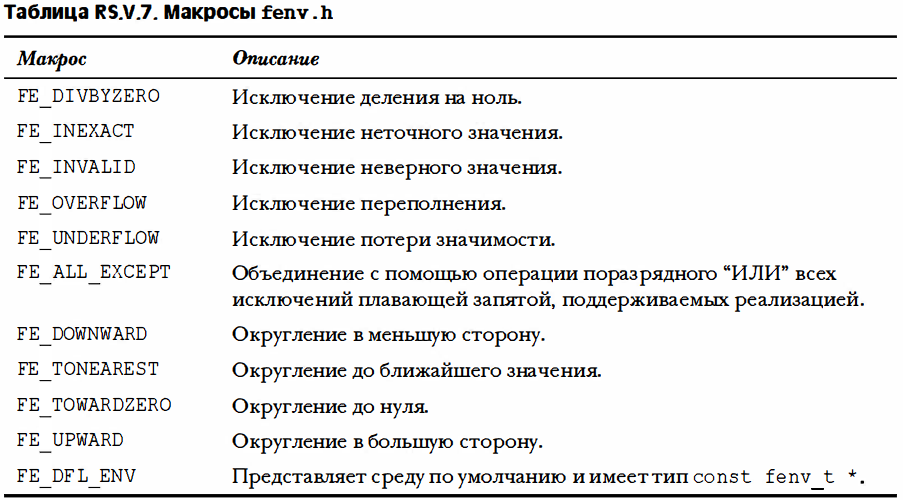 Таблица RS.V.7. Макросы fenv.h
Макрос Описание
FE_DIVBYZERO Исключение деления на ноль.
FE_INEXACT Исключение неточного значения.
FE_INVALID Исключение неверного значения.
FE_OVERFLOW Исключение переполнения.
FE_UNDERFLOW Исключение потери значимости.
FE_ALL_EXCEPT Объединение с помощью операции поразрядного “ИЛИ” всех
исключений плавающей запятой, поддерживаемых реализацией.
FE_DOWNWARD Округление в меньшую сторону.
FE_TONEAREST Округление до ближайшего значения.
FE_TOWARDZERO Округление до нуля.
FE_UPWARD Округление в большую сторону.
FE_DFL_ENV Представляет среду по умолчанию и имеет тип const fenv_t *.